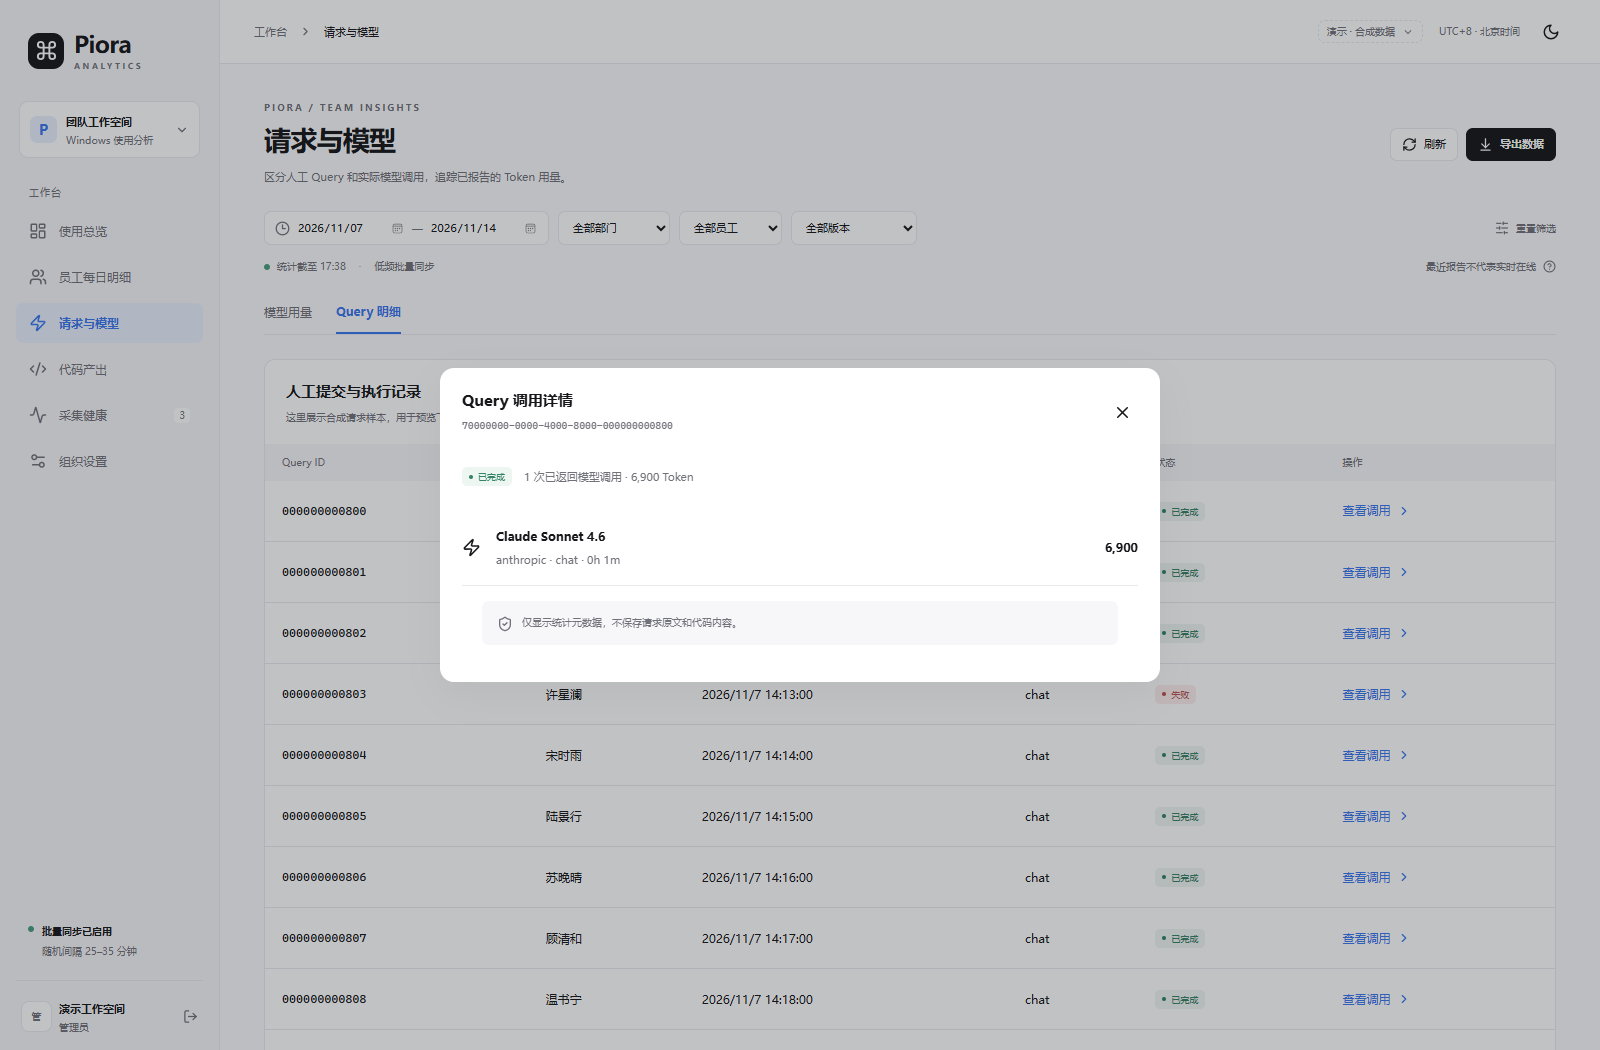 Piora
ANALYTICS
P
团队工作空间
Windows 使用分析
工作台
使用总览
员工每日明细
请求与模型
代码产出
采集健康
3
组织设置
批量同步已启用
随机间隔 25–35 分钟
管
演示工作空间
管理员
工作台
请求与模型
演示 · 合成数据
UTC+8 · 北京时间
PIORA / TEAM INSIGHTS
请求与模型
区分人工 Query 和实际模型调用，追踪已报告的 Token 用量。
刷新
导出数据
2026/11/07 — 2026/11/14
全部部门
全部员工
全部版本
重置筛选
统计截至 17:38 · 低频批量同步
最近报告不代表实时在线
模型用量
Query 明细
人工提交与执行记录
这里展示合成请求样本，用于预览
Query ID
状态
操作
000000000800
已完成
查看调用
000000000801
已完成
查看调用
000000000802
已完成
查看调用
000000000803 许星澜 2026/11/7 14:13:00 chat 失败 查看调用
000000000804 宋时雨 2026/11/7 14:14:00 chat 已完成 查看调用
000000000805 陆景行 2026/11/7 14:15:00 chat 已完成 查看调用
000000000806 苏晚晴 2026/11/7 14:16:00 chat 已完成 查看调用
000000000807 顾清和 2026/11/7 14:17:00 chat 已完成 查看调用
000000000808 温书宁 2026/11/7 14:18:00 chat 已完成 查看调用
Query 调用详情
70000000-0000-4000-8000-000000000800
已完成
1 次已返回模型调用 · 6,900 Token
Claude Sonnet 4.6
anthropic · chat · 0h 1m
6,900
仅显示统计元数据，不保存请求原文和代码内容。